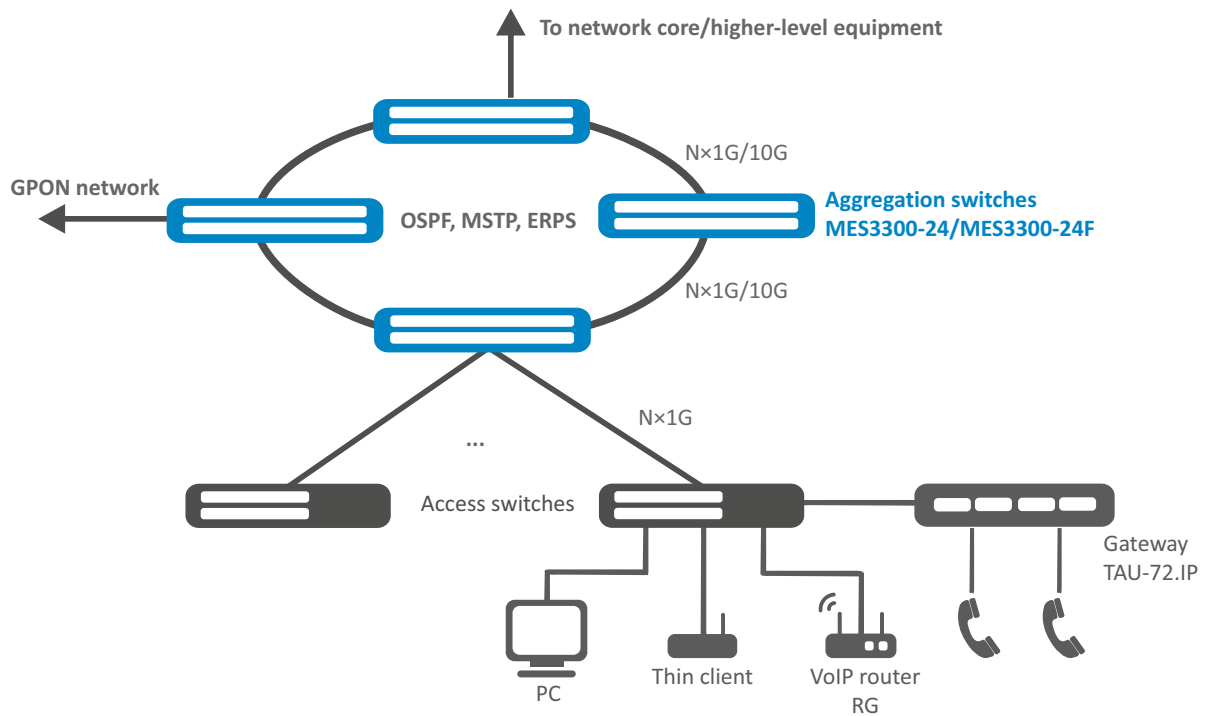 To network core/higher-level equipment
N×1G/10G
GPON network
OSPF, MSTP, ERPS
Aggregation switches
MES3300-24/MES3300-24F
N×1G/10G
N×1G
...
Access switches
Gateway
TAU-72.IP
PC
Thin client
VoIP router
RG